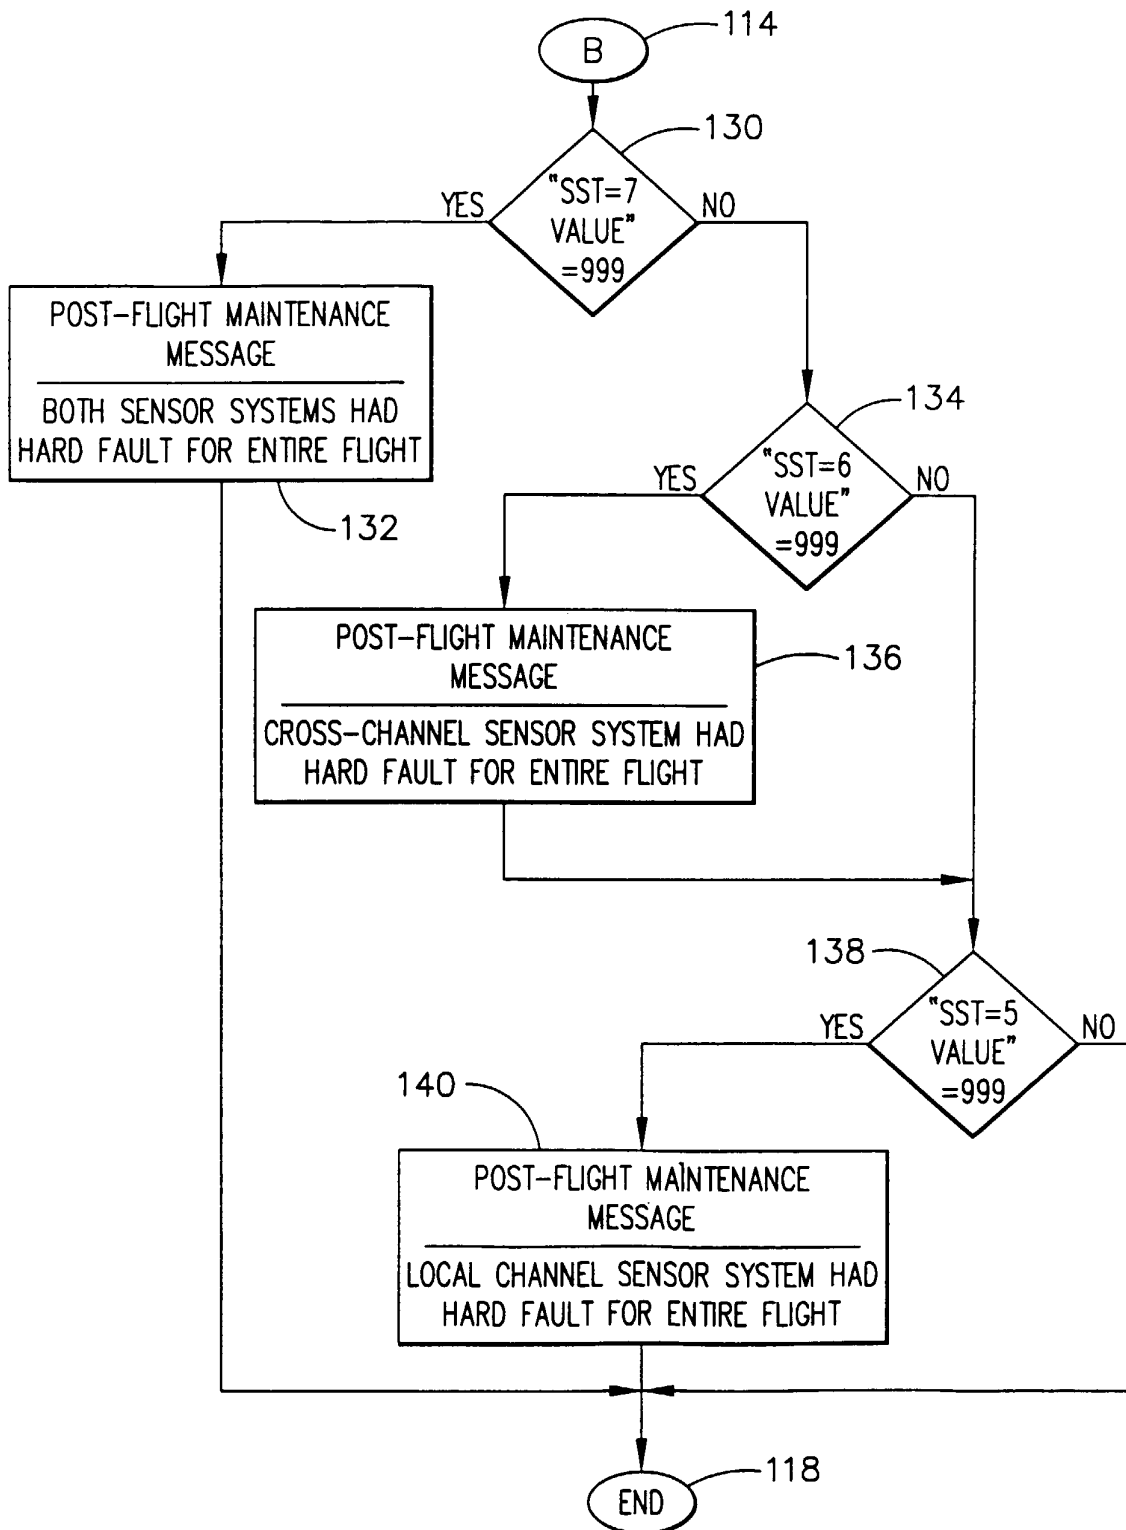 114
B
130
"SST=7
VALUE"
=999
YES
NO
POST-FLIGHT MAINTENANCE
MESSAGE
BOTH SENSOR SYSTEMS HAD
HARD FAULT FOR ENTIRE FLIGHT
132
134
"SST=6
VALUE"
=999
YES
NO
POST-FLIGHT MAINTENANCE
MESSAGE
CROSS-CHANNEL SENSOR SYSTEM HAD
HARD FAULT FOR ENTIRE FLIGHT
136
138
"SST=5
VALUE"
=999
YES
NO
140
POST-FLIGHT MAINTENANCE
MESSAGE
LOCAL CHANNEL SENSOR SYSTEM HAD
HARD FAULT FOR ENTIRE FLIGHT
118
END